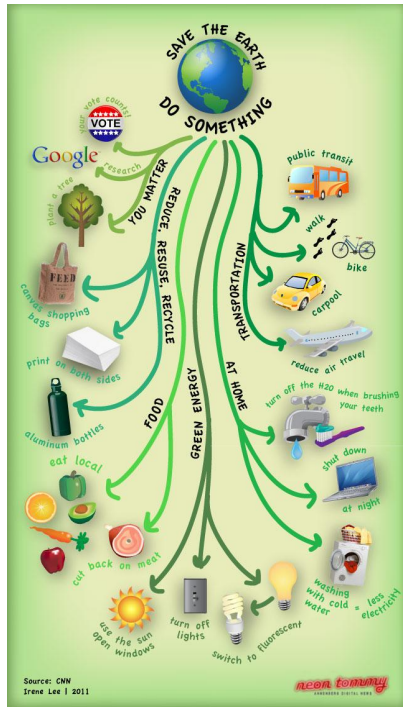 SAVE THE EARTH
DO SOMETHING
YOU MATTER
your vote counts!
VOTE
Google
research
plant a tree
REDUCE, RESUSE, RECYCLE
FEED
canvas shopping
bags
print on both sides
aluminum bottles
FOOD
eat local
cut back on meat
GREEN ENERGY
use the sun
open windows
turn off
lights
switch to fluorescent
AT HOME
turn off the H2O when brushing
your teeth
shut down
at night
washing
with cold
water
= less
electricity
TRANSPORTATION
public transit
walk
bike
carpool
reduce air travel
Source: CNN
Irene Lee | 2011
neon tommy
ANNENBERG DIGITAL NEWS